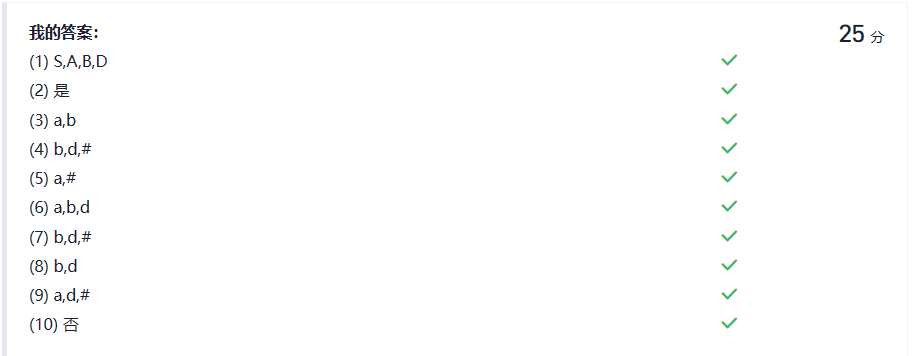 我的答案：
25 分
(1) S,A,B,D
(2) 是
(3) a,b
(4) b,d,#
(5) a,#
(6) a,b,d
(7) b,d,#
(8) b,d
(9) a,d,#
(10) 否